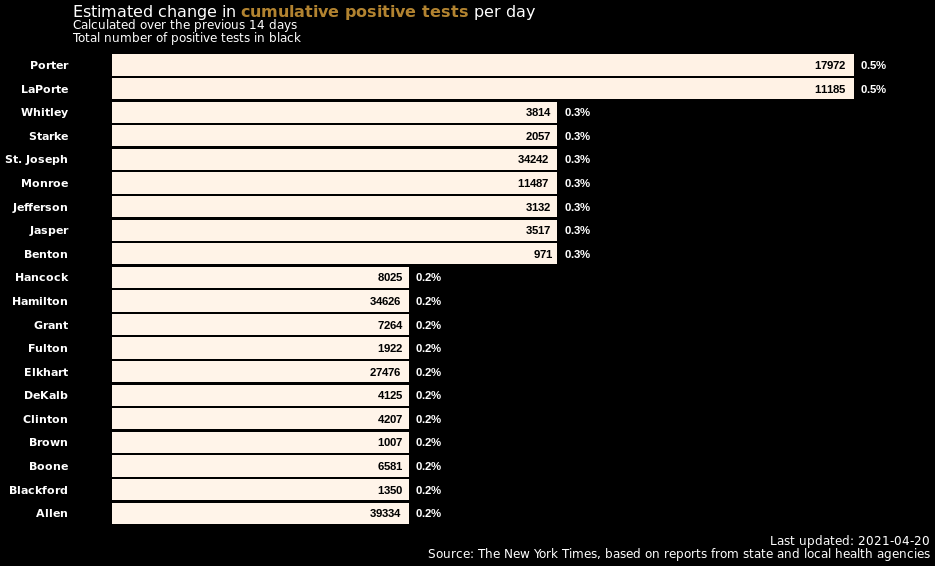 Estimated change in cumulative positive tests per day
Calculated over the previous 14 days
Total number of positive tests in black
Porter 17972 0.5%
LaPorte 11185 0.5%
Whitley 3814 0.3%
Starke 2057 0.3%
St. Joseph 34242 0.3%
Monroe 11487 0.3%
Jefferson 3132 0.3%
Jasper 3517 0.3%
Benton 971 0.3%
Hancock 8025 0.2%
Hamilton 34626 0.2%
Grant 7264 0.2%
Fulton 1922 0.2%
Elkhart 27476 0.2%
DeKalb 4125 0.2%
Clinton 4207 0.2%
Brown 1007 0.2%
Boone 6581 0.2%
Blackford 1350 0.2%
Allen 39334 0.2%
Last updated: 2021-04-20
Source: The New York Times, based on reports from state and local health agencies